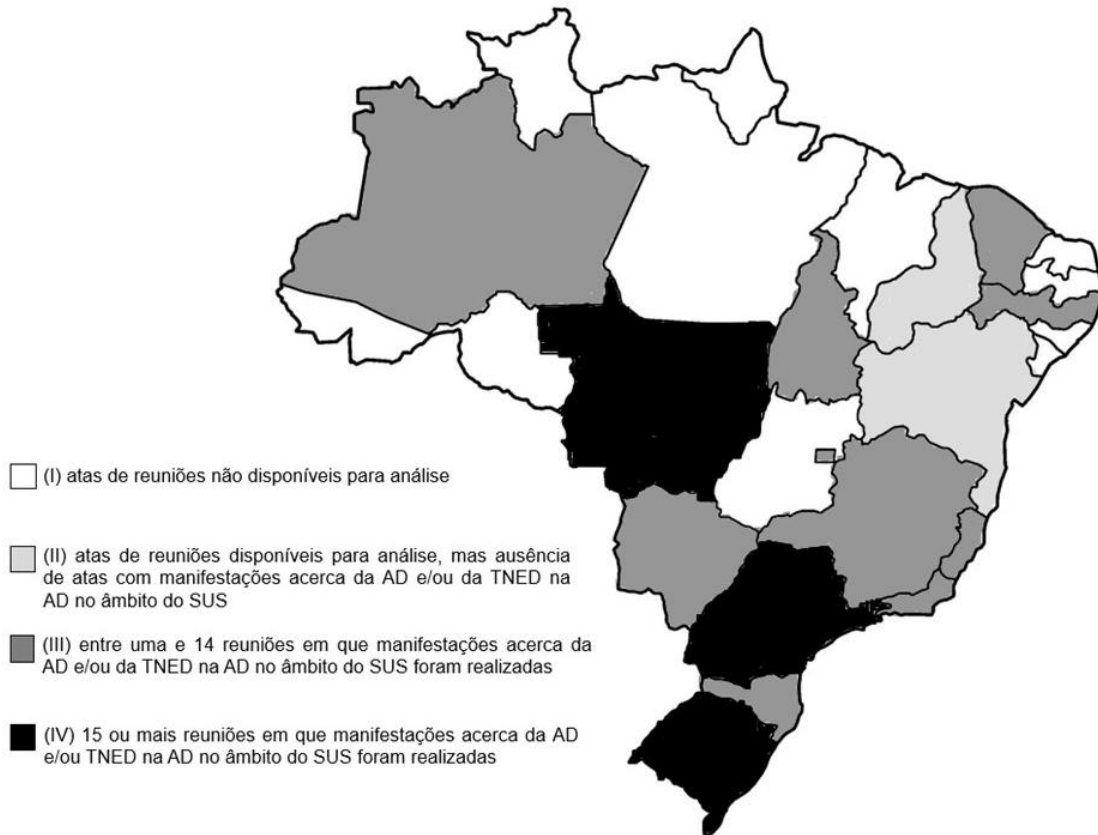 (I) atas de reuniões não disponíveis para análise
(II) atas de reuniões disponíveis para análise, mas ausência
de atas com manifestações acerca da AD e/ou da TNED na
AD no âmbito do SUS
(III) entre uma e 14 reuniões em que manifestações acerca da
AD e/ou da TNED na AD no âmbito do SUS foram realizadas
(IV) 15 ou mais reuniões em que manifestações acerca da AD
e/ou TNED na AD no âmbito do SUS foram realizadas